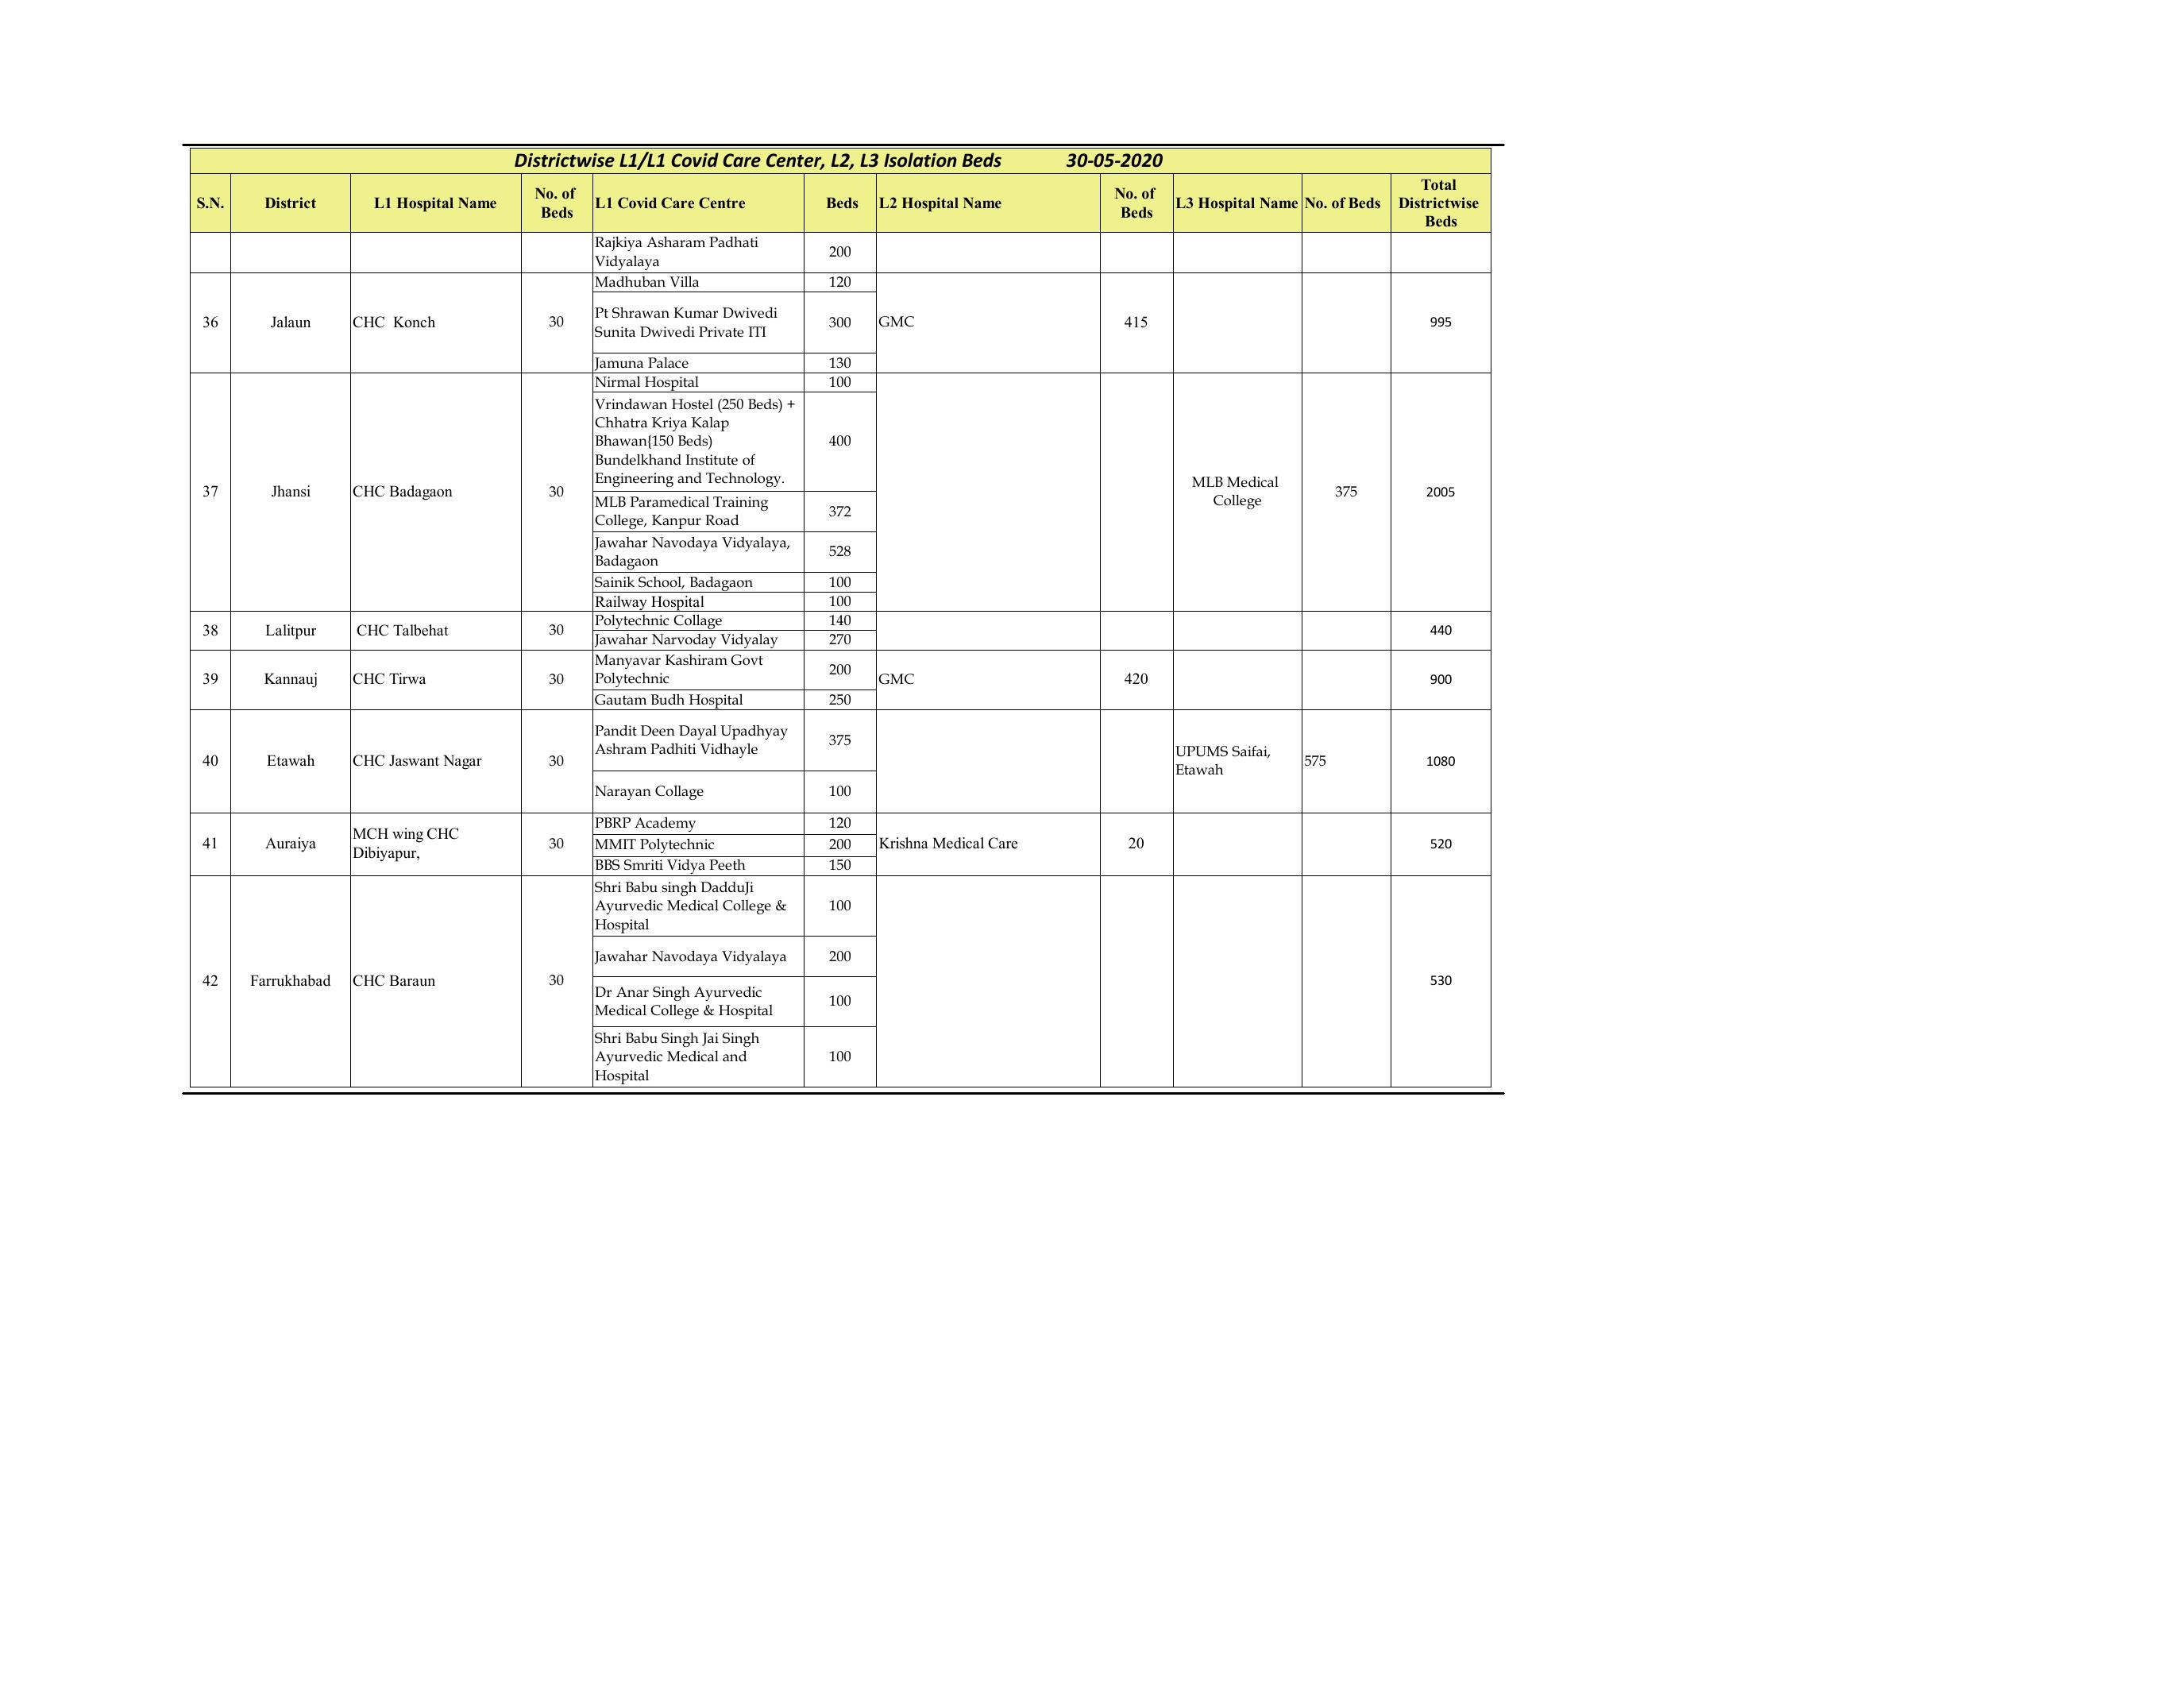 Districtwise L1/L1 Covid Care Center, L2, L3 Isolation Beds 30-05-2020
S.N. District L1 Hospital Name No. of Beds L1 Covid Care Centre Beds L2 Hospital Name No. of Beds L3 Hospital Name No. of Beds Total Districtwise Beds
Rajkiya Asharam Padhati Vidyalaya 200
36 Jalaun CHC Konch 30 Madhuban Villa 120 GMC 415 995
Pt Shrawan Kumar Dwivedi Sunita Dwivedi Private ITI 300
Jamuna Palace 130
37 Jhansi CHC Badagaon 30 Nirmal Hospital 100 MLB Medical College 375 2005
Vrindawan Hostel (250 Beds) + Chhatra Kriya Kalap Bhawan{150 Beds) Bundelkhand Institute of Engineering and Technology. 400
MLB Paramedical Training College, Kanpur Road 372
Jawahar Navodaya Vidyalaya, Badagaon 528
Sainik School, Badagaon 100
Railway Hospital 100
38 Lalitpur CHC Talbehat 30 Polytechnic Collage 140 440
Jawahar Narvoday Vidyalay 270
39 Kannauj CHC Tirwa 30 Manyavar Kashiram Govt Polytechnic 200 GMC 420 900
Gautam Budh Hospital 250
40 Etawah CHC Jaswant Nagar 30 Pandit Deen Dayal Upadhyay Ashram Padhiti Vidhayle 375 UPUMS Saifai, Etawah 575 1080
Narayan Collage 100
41 Auraiya MCH wing CHC Dibiyapur, 30 PBRP Academy 120 Krishna Medical Care 20 520
MMIT Polytechnic 200
BBS Smriti Vidya Peeth 150
42 Farrukhabad CHC Baraun 30 Shri Babu singh DadduJi Ayurvedic Medical College & Hospital 100 530
Jawahar Navodaya Vidyalaya 200
Dr Anar Singh Ayurvedic Medical College & Hospital 100
Shri Babu Singh Jai Singh Ayurvedic Medical and Hospital 100